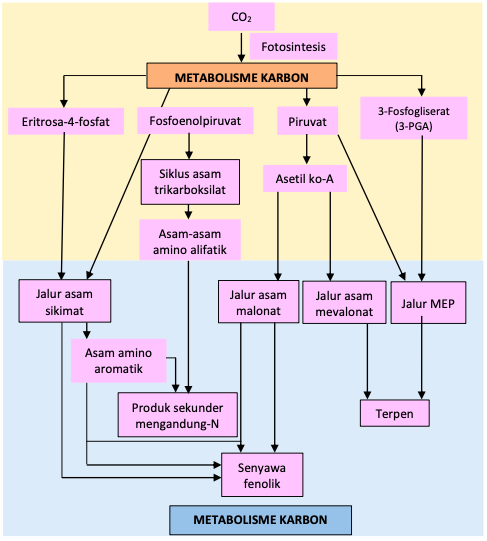 CO₂
Fotosintesis
METABOLISME KARBON
Eritrosa-4-fosfat
Fosfoenolpiruvat
Piruvat
3-Fosfogliserat
(3-PGA)
Siklus asam
trikarboksilat
Asetil ko-A
Asam-asam
amino alifatik
Jalur asam
sikimat
Jalur asam
malonat
Jalur asam
mevalonat
Jalur MEP
Asam amino
aromatik
Produk sekunder
mengandung-N
Terpen
Senyawa
fenolik
METABOLISME KARBON